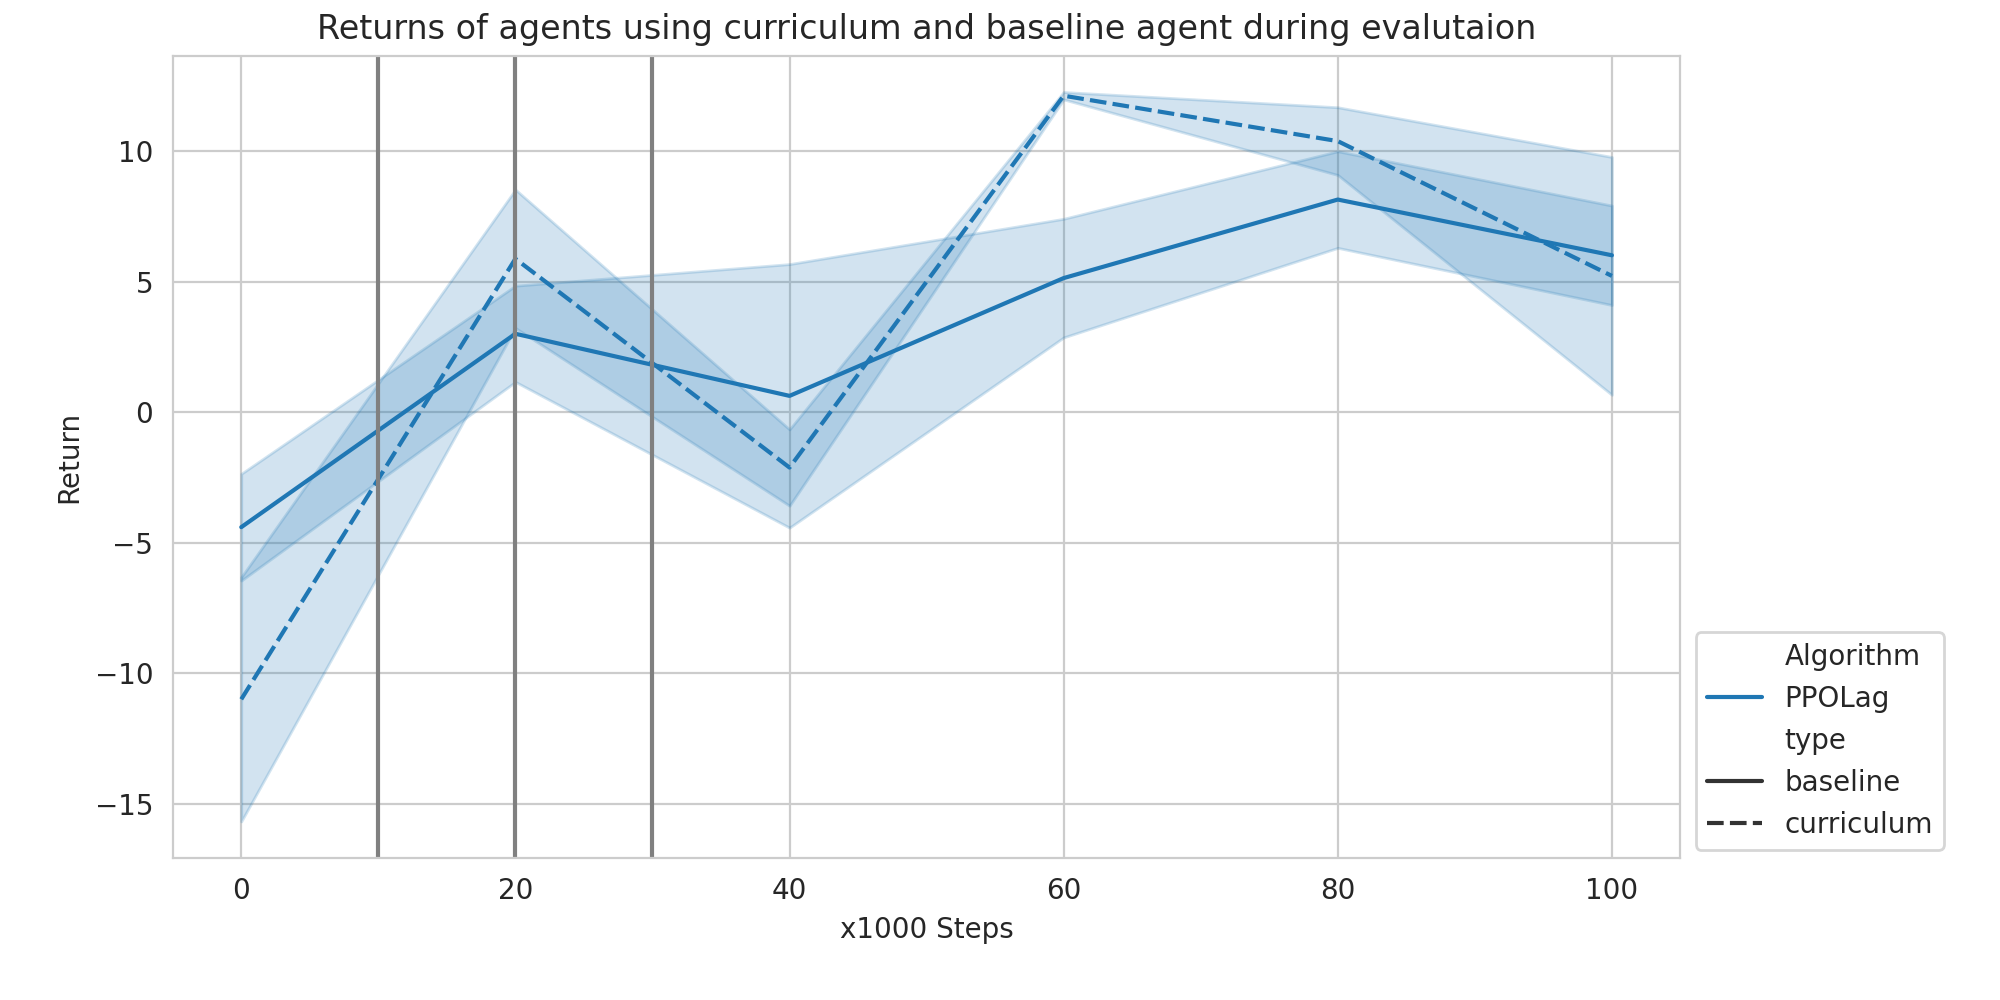 Returns of agents using curriculum and baseline agent during evalutaion
10
5
0
−5
−10
−15
Return
0 20 40 60 80 100
x1000 Steps
Algorithm
PPOLag
type
baseline
curriculum